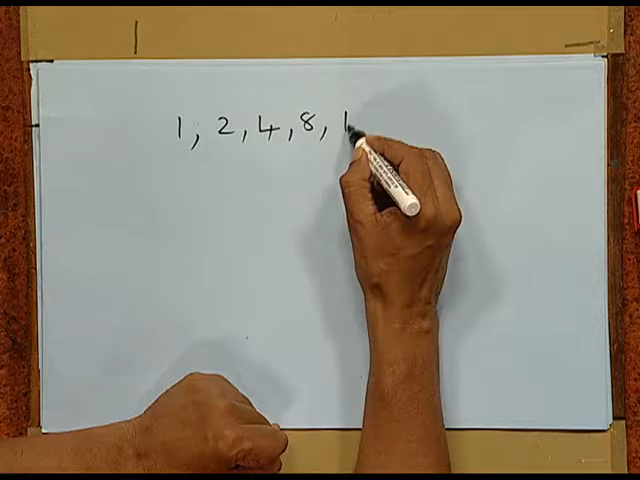 1, 2, 4, 8, 1